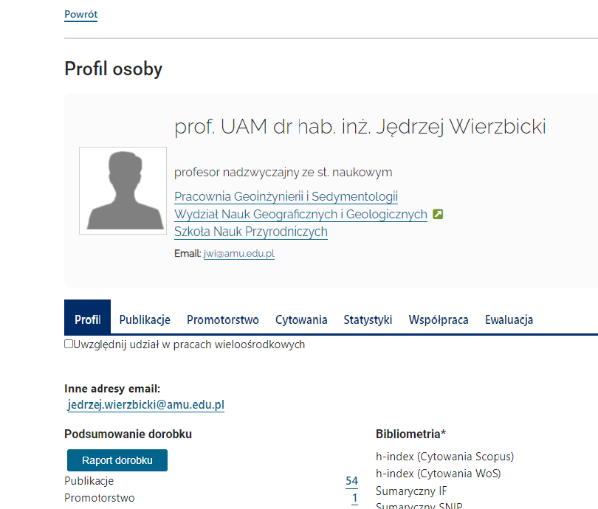 Powrót
Profil osoby
prof. UAM dr hab. inż. Jędrzej Wierzbicki
profesor nadzwyczajny ze st. naukowym
Pracownia Geoinżynierii i Sedymentologii
Wydział Nauk Geograficznych i Geologicznych
Szkoła Nauk Przyrodniczych
Email: jwi@amu.edu.pl
Profil Publikacje Promotorstwo Cytowania Statystyki Współpraca Ewaluacja
Uwzględnij udział w pracach wieloośrodkowych
Inne adresy email:
jedrzej.wierzbicki@amu.edu.pl
Podsumowanie dorobku
Raport dorobku
Publikacje 54
Promotorstwo 1
Bibliometria*
h-index (Cytowania Scopus)
h-index (Cytowania WoS)
Sumaryczny IF
Sumaryczny SNIP